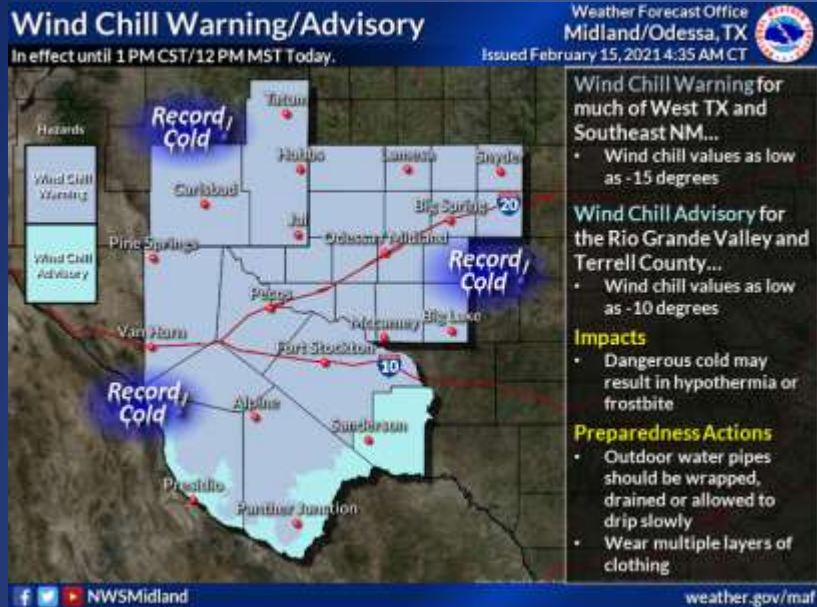 Wind Chill Warning/Advisory
In effect until 1 PM CST/12 PM MST Today.
Weather Forecast Office
Midland/Odessa,TX
Issued February 15, 2021 4:35 AM CT
Hazards
Wind Chill
Warning
Wind Chill
Advisory
Record
Cold
Tatum
Hobbs
Lamesa
Snyder
Carlsbad
Big Spring
20
Jal
Odessa/Midland
Pine Springs
Record
Cold
Pecos
Van Horn
Mccamey
Big Lake
Fort Stockton
10
Record
Cold
Alpine
Sanderson
Presidio
Panther Junction
Wind Chill Warning for
much of West TX and
Southeast NM...
• Wind chill values as low
as -15 degrees
Wind Chill Advisory for
the Rio Grande Valley and
Terrell County...
• Wind chill values as low
as -10 degrees
Impacts
• Dangerous cold may
result in hypothermia or
frostbite
Preparedness Actions
• Outdoor water pipes
should be wrapped,
drained or allowed to
drip slowly
• Wear multiple layers of
clothing
NWSMidland
weather.gov/maf